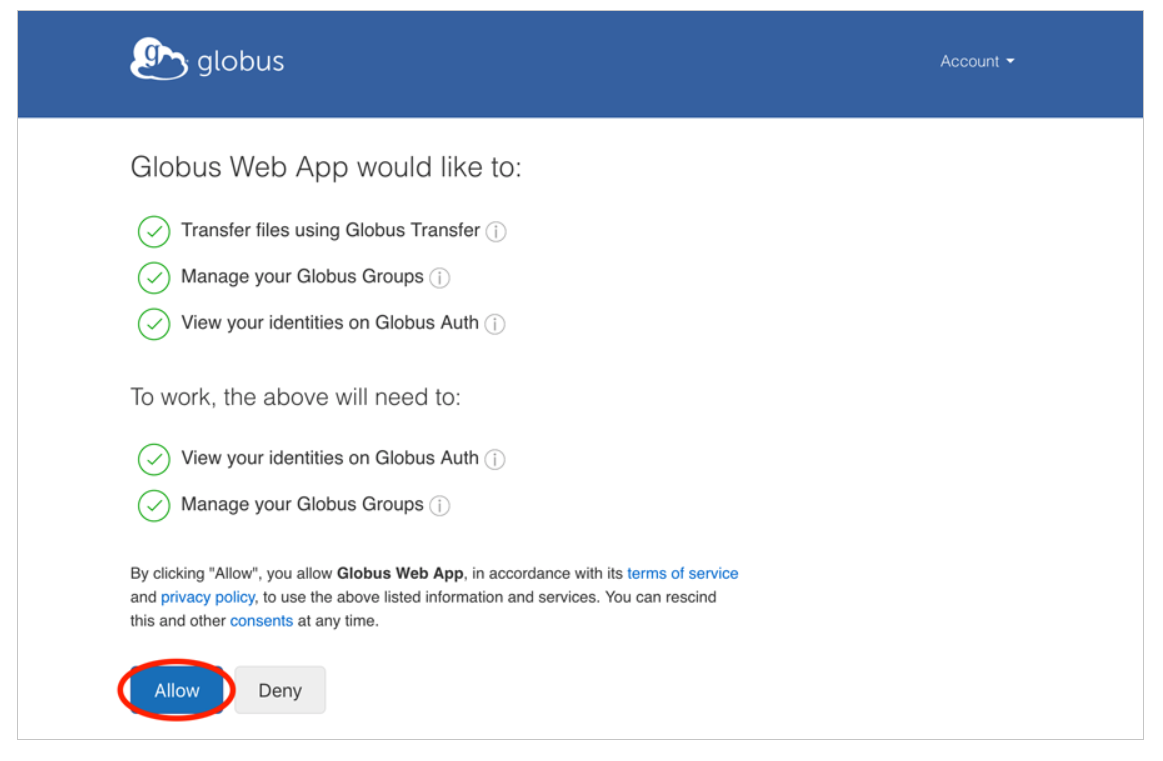 globus
Account
Globus Web App would like to:
Transfer files using Globus Transfer
Manage your Globus Groups
View your identities on Globus Auth
To work, the above will need to:
View your identities on Globus Auth
Manage your Globus Groups
By clicking "Allow", you allow Globus Web App, in accordance with its terms of service
and privacy policy, to use the above listed information and services. You can rescind
this and other consents at any time.
Allow Deny